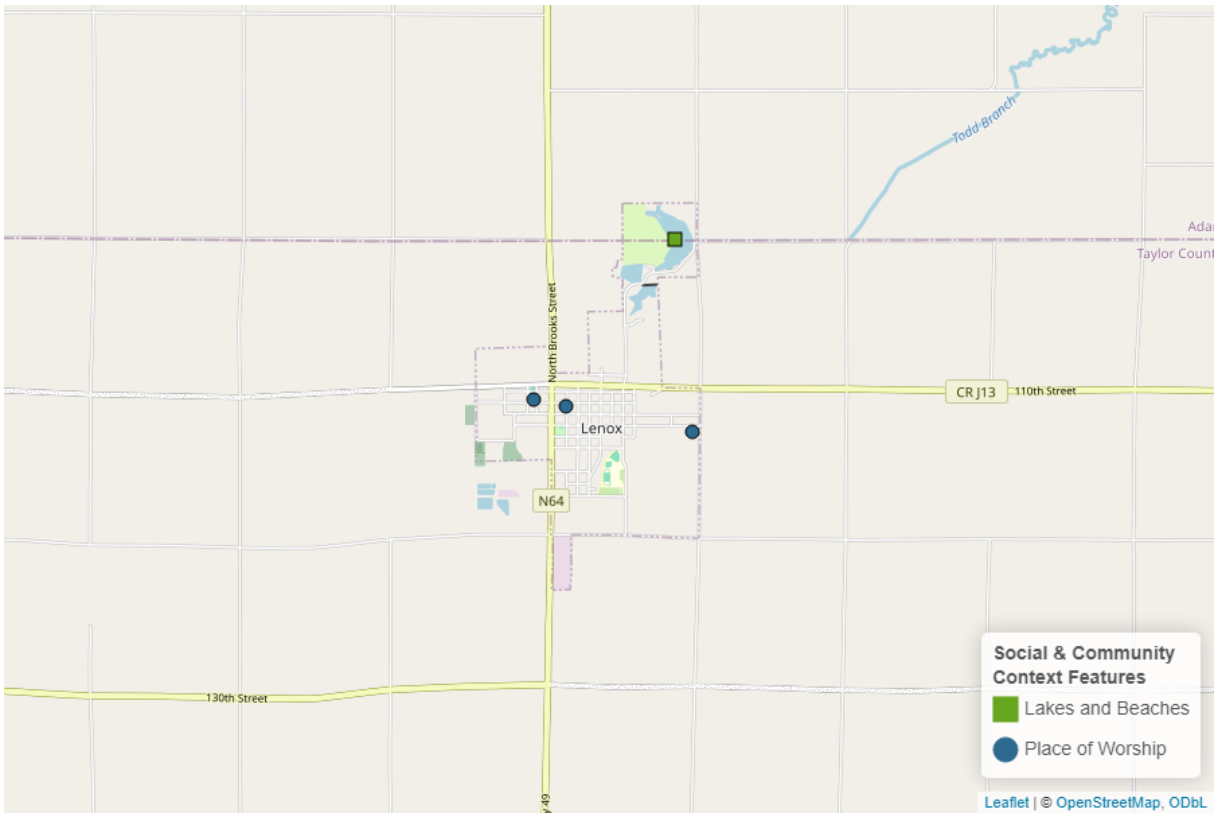 Todd Branch
Adar
Taylor Count
North Brooks Street
CR J13
110th Street
Lenox
N64
130th Street
y 49
Social & Community
Context Features
Lakes and Beaches
Place of Worship
Leaflet | © OpenStreetMap, ODbL